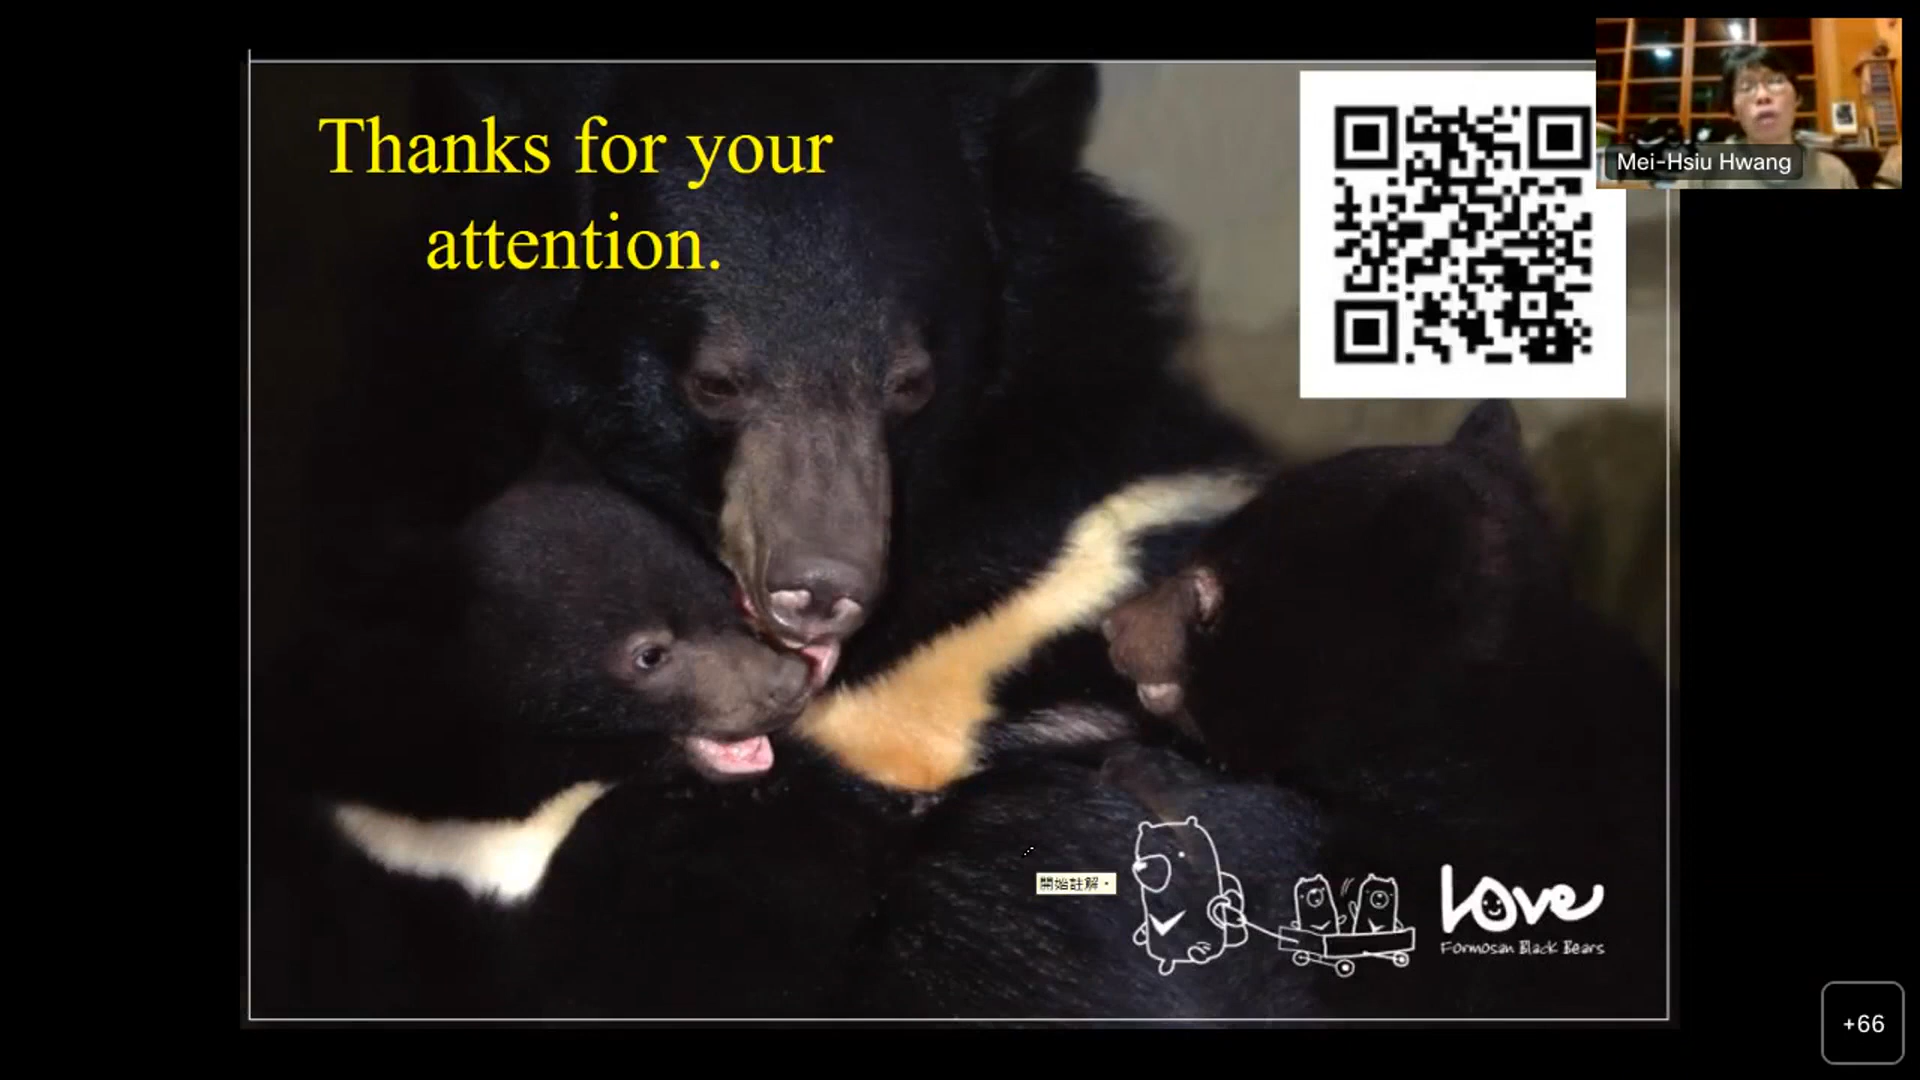 Thanks for your
attention.
Mei-Hsiu Hwang
開始註解。
Love
Formosan Black Bears
+66